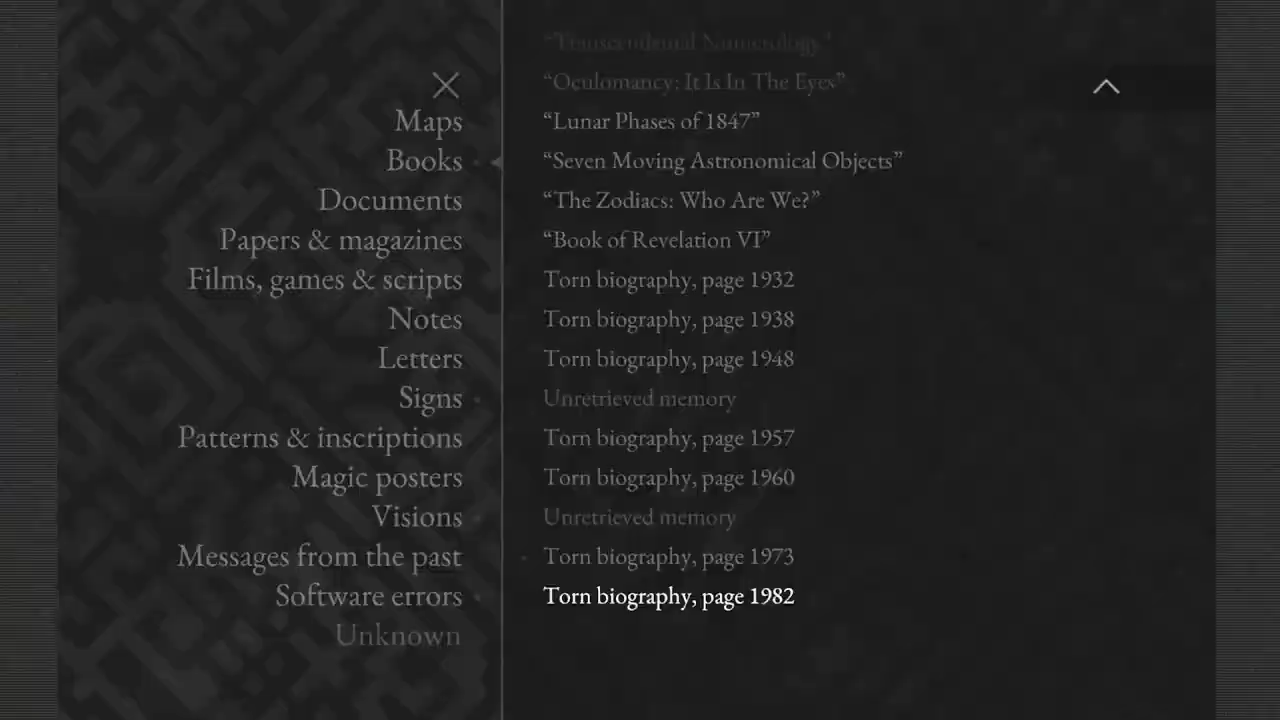 Maps
Books
Documents
Papers & magazines
Films, games & scripts
Notes
Letters
Signs
Patterns & inscriptions
Magic posters
Visions
Messages from the past
Software errors
Unknown
“Transcendental Numerology”
“Oculomancy: It Is In The Eyes”
“Lunar Phases of 1847”
“Seven Moving Astronomical Objects”
“The Zodiacs: Who Are We?”
“Book of Revelation VI”
Torn biography, page 1932
Torn biography, page 1938
Torn biography, page 1948
Unretrieved memory
Torn biography, page 1957
Torn biography, page 1960
Unretrieved memory
Torn biography, page 1973
Torn biography, page 1982